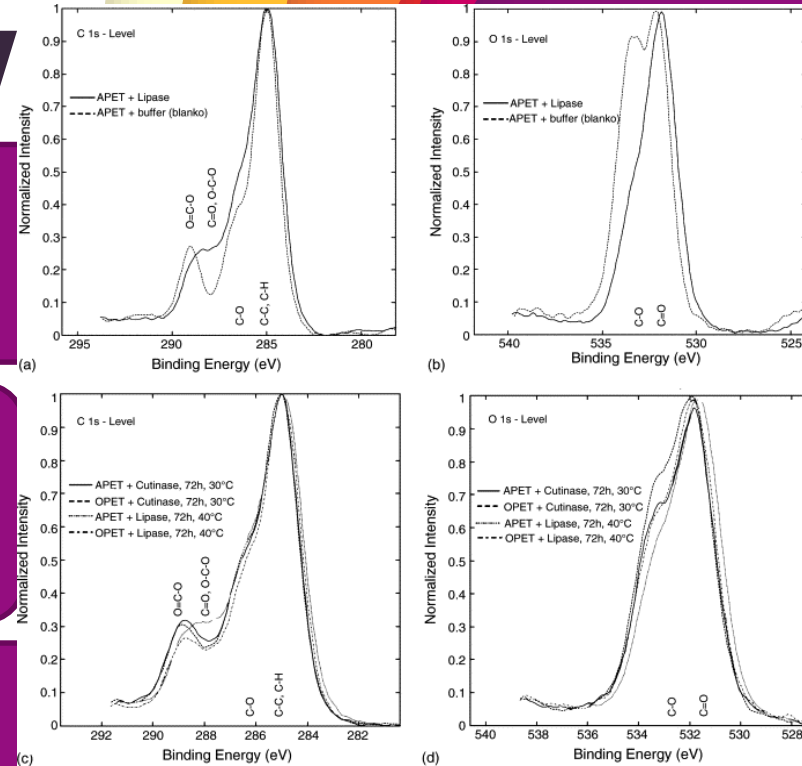 C 1s - Level
APET + Lipase
APET + buffer (blanko)
O=C-O
C=O, O-C-O
C-O
C-C, C-H
Normalized Intensity
1
0.9
0.8
0.7
0.6
0.5
0.4
0.3
0.2
0.1
0
295
290
285
280
Binding Energy (eV)
(a)
O 1s - Level
APET + Lipase
APET + buffer (blanko)
C-O
C=O
Normalized Intensity
1
0.9
0.8
0.7
0.6
0.5
0.4
0.3
0.2
0.1
0
540
535
530
525
Binding Energy (eV)
(b)
C 1s - Level
APET + Cutinase, 72h, 30°C
OPET + Cutinase, 72h, 30°C
APET + Lipase, 72h, 40°C
OPET + Lipase, 72h, 40°C
O=C-O
C=O, O-C-O
C-O
C-C, C-H
Normalized Intensity
1
0.9
0.8
0.7
0.6
0.5
0.4
0.3
0.2
0.1
0
292
290
288
286
284
282
Binding Energy (eV)
(c)
O 1s - Level
APET + Cutinase, 72h, 30°C
OPET + Cutinase, 72h, 30°C
APET + Lipase, 72h, 40°C
OPET + Lipase, 72h, 40°C
C-O
C=O
Normalized Intensity
1
0.9
0.8
0.7
0.6
0.5
0.4
0.3
0.2
0.1
0
540
538
536
534
532
530
528
Binding Energy (eV)
(d)